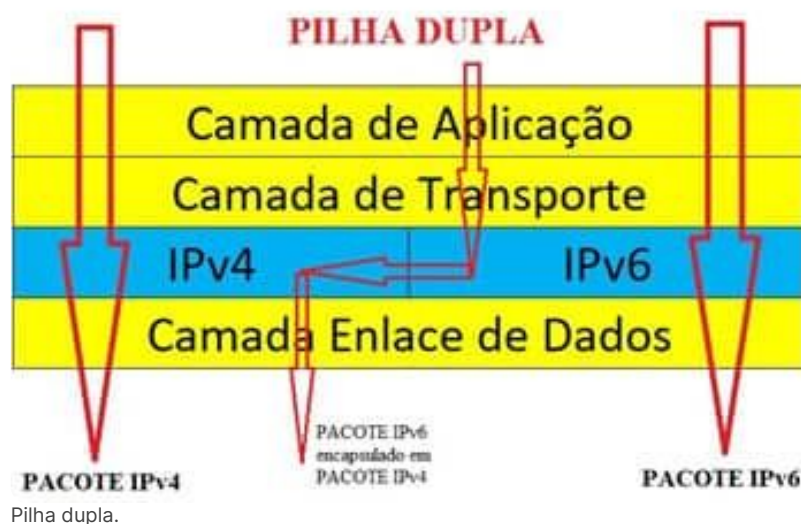 PILHA DUPLA
Camada de Aplicação
Camada de Transporte
IPv4 IPv6
Camada Enlace de Dados
PACOTE IPv6
encapsulado em
PACOTE IPv4
PACOTE IPv4
PACOTE IPv6
Pilha dupla.